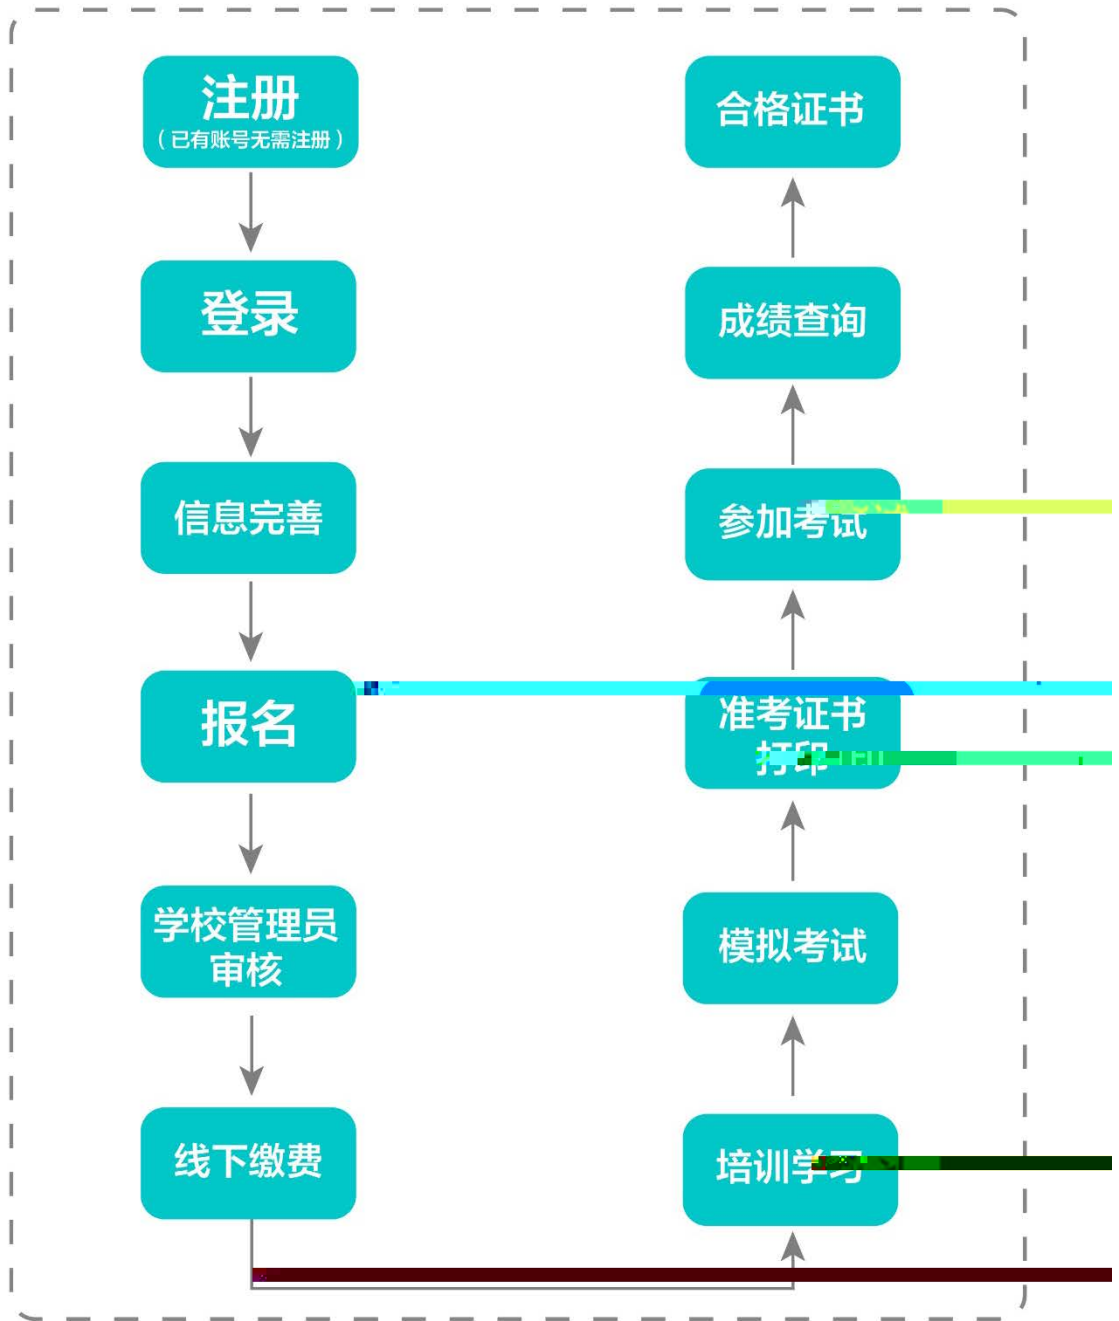 注册
（已有账号无需注册）
登录
信息完善
报名
学校管理员
审核
线下缴费
培训学习
模拟考试
准考证书
打印
参加考试
成绩查询
合格证书